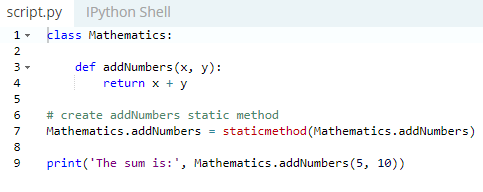 script.py IPython Shell
1 class Mathematics:
2
3 def addNumbers(x, y):
4 return x + y
5
6 # create addNumbers static method
7 Mathematics.addNumbers = staticmethod(Mathematics.addNumbers)
8
9 print('The sum is:', Mathematics.addNumbers(5, 10))